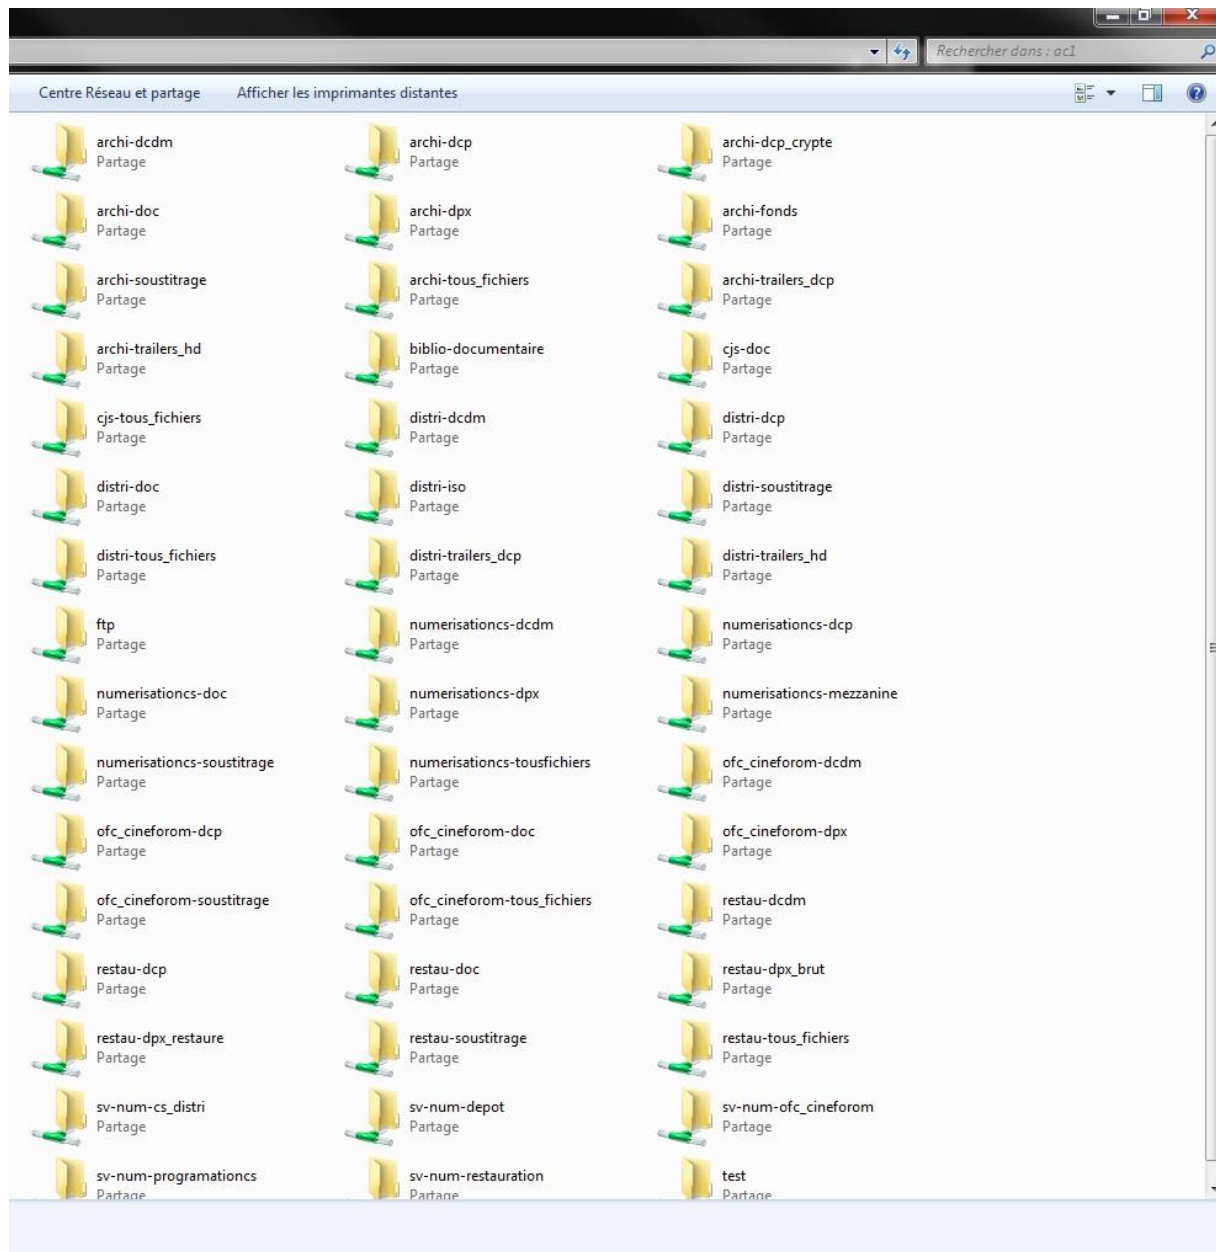 Rechercher dans : ac1
Centre Réseau et partage Afficher les imprimantes distantes
archi-dcdm archi-dcp archi-dcp_crypte
Partage Partage Partage
archi-doc archi-dpx archi-fonds
Partage Partage Partage
archi-soustitrage archi-tous_fichiers archi-trailers_dcp
Partage Partage Partage
archi-trailers_hd biblio-documentaire cjs-doc
Partage Partage Partage
cjs-tous_fichiers distri-dcdm distri-dcp
Partage Partage Partage
distri-doc distri-iso distri-soustitrage
Partage Partage Partage
distri-tous_fichiers distri-trailers_dcp distri-trailers_hd
Partage Partage Partage
ftp numerisationcs-dcdm numerisationcs-dcp
Partage Partage Partage
numerisationcs-doc numerisationcs-dpx numerisationcs-mezzanine
Partage Partage Partage
numerisationcs-soustitrage numerisationcs-tousfichiers ofc_cineforom-dcdm
Partage Partage Partage
ofc_cineforom-dcp ofc_cineforom-doc ofc_cineforom-dpx
Partage Partage Partage
ofc_cineforom-soustitrage ofc_cineforom-tous_fichiers restau-dcdm
Partage Partage Partage
restau-dcp restau-doc restau-dpx_brut
Partage Partage Partage
restau-dpx_restaure restau-soustitrage restau-tous_fichiers
Partage Partage Partage
sv-num-cs_distri sv-num-depot sv-num-ofc_cineforom
Partage Partage Partage
sv-num-programationcs sv-num-restauration test
Partage Partage Partage